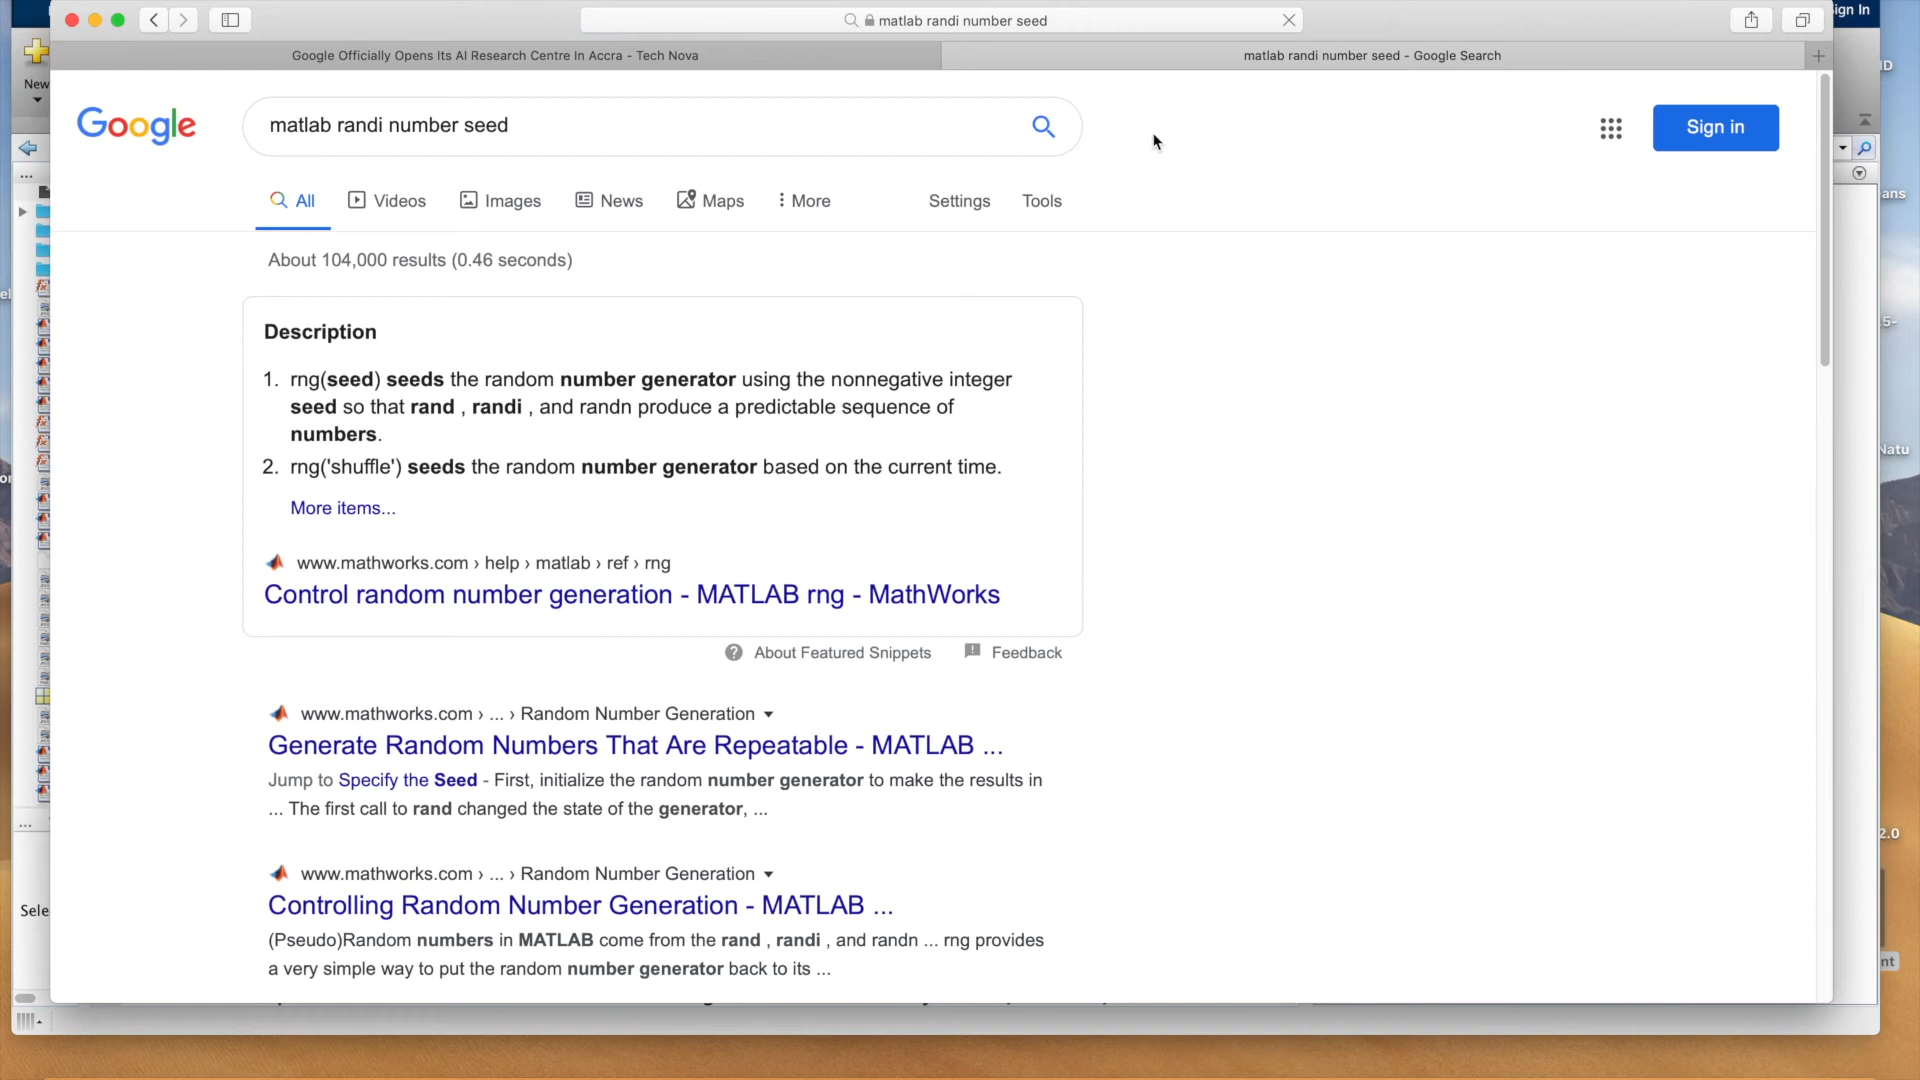 matlab randi number seed
Sign In
Google Officially Opens Its AI Research Centre In Accra - Tech Nova
matlab randi number seed - Google Search
New
Google
matlab randi number seed
Sign in
All
Videos
Images
News
Maps
More
Settings
Tools
About 104,000 results (0.46 seconds)
Description
1. rng(seed) seeds the random number generator using the nonnegative integer
seed so that rand , randi , and randn produce a predictable sequence of
numbers.
2. rng('shuffle') seeds the random number generator based on the current time.
More items...
www.mathworks.com › help › matlab › ref › rng
Control random number generation - MATLAB rng - MathWorks
About Featured Snippets
Feedback
www.mathworks.com › ... › Random Number Generation
Generate Random Numbers That Are Repeatable - MATLAB ...
Jump to Specify the Seed - First, initialize the random number generator to make the results in
... The first call to rand changed the state of the generator, ...
www.mathworks.com › ... › Random Number Generation
Controlling Random Number Generation - MATLAB ...
(Pseudo)Random numbers in MATLAB come from the rand , randi , and randn ... rng provides
a very simple way to put the random number generator back to its ...
Sele
ans
5-
Natu
2.0
nt